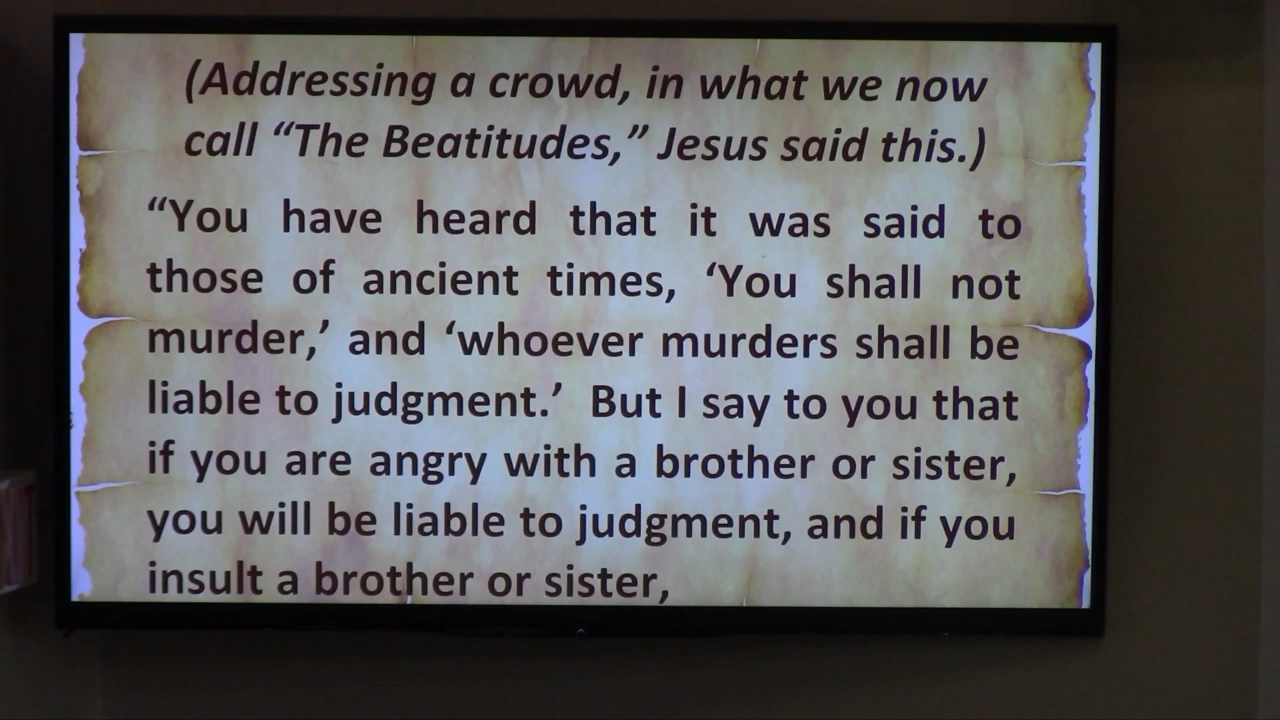 (Addressing a crowd, in what we now
call “The Beatitudes,” Jesus said this.)
“You have heard that it was said to
those of ancient times, ‘You shall not
murder,’ and ‘whoever murders shall be
liable to judgment.’ But I say to you that
if you are angry with a brother or sister,
you will be liable to judgment, and if you
insult a brother or sister,